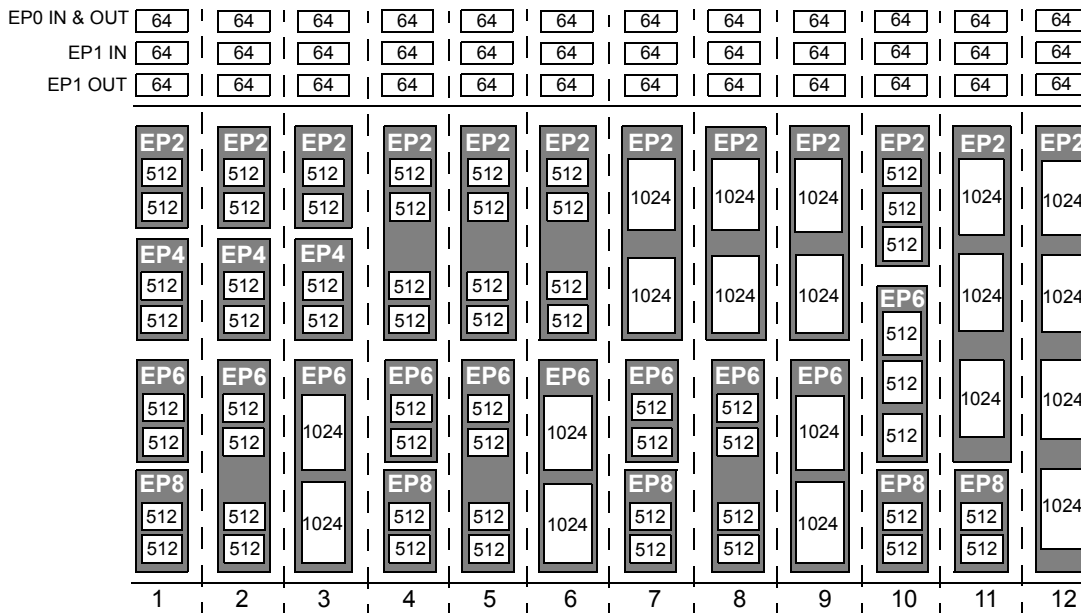 EP0 IN & OUT 64 64 64 64 64 64 64 64 64 64 64 64
EP1 IN 64 64 64 64 64 64 64 64 64 64 64 64
EP1 OUT 64 64 64 64 64 64 64 64 64 64 64 64
EP2 EP2 EP2 EP2 EP2 EP2 EP2 EP2 EP2 EP2 EP2 EP2
512 512 512 512 512 512 512
1024 1024 1024 1024 1024
512 512 512 512 512 512 512
512
EP4 EP4 EP4
512 512 512 512 512 512
1024 1024 1024 EP6 1024 1024
512 512 512 512 512 512 512
EP6 EP6 EP6 EP6 EP6 EP6 EP6 EP6 EP6 512
512 512 512 512 512 512 1024 1024
1024 1024 1024
512 512 512 512 512 512 512
EP8 EP8 EP8 EP8 EP8
1024
512 512 512 512 512 512 512 512
1024 1024 1024
512 512 512 512 512 512 512 512
1 2 3 4 5 6 7 8 9 10 11 12